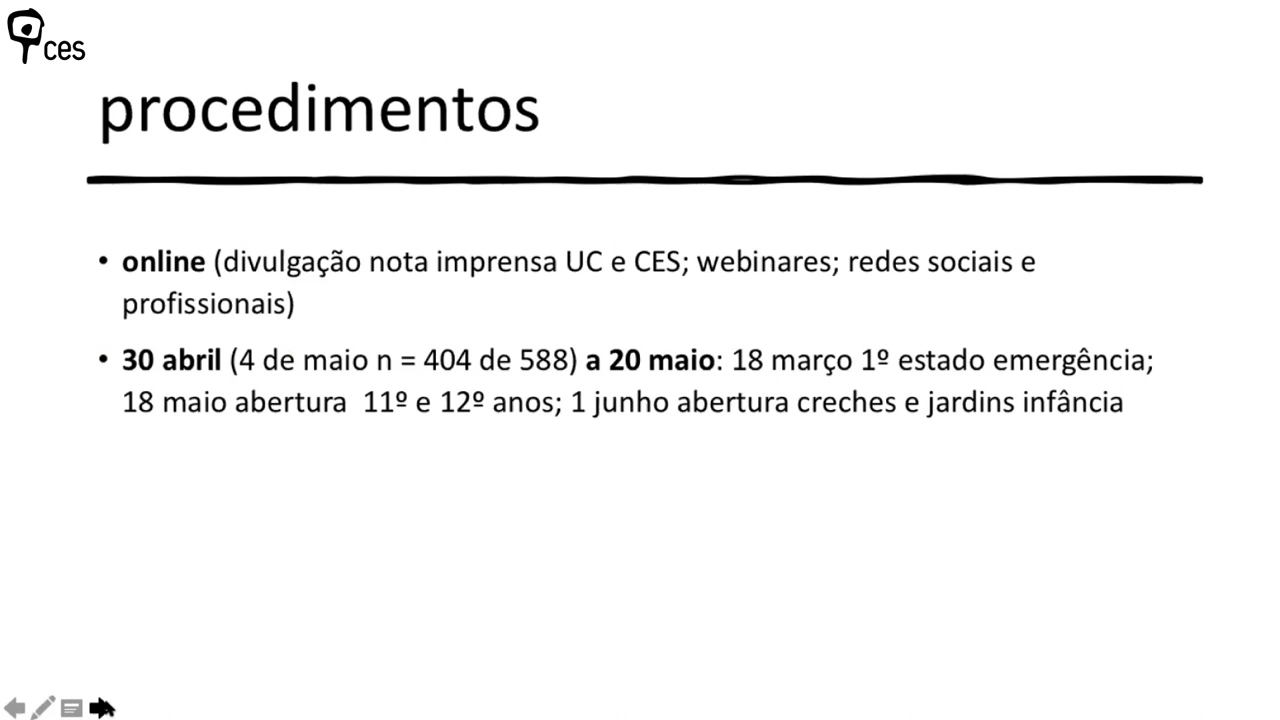 ces
procedimentos
• online (divulgação nota imprensa UC e CES; webinares; redes sociais e
profissionais)
• 30 abril (4 de maio n = 404 de 588) a 20 maio: 18 março 1º estado emergência;
18 maio abertura  11º e 12º anos; 1 junho abertura creches e jardins infância